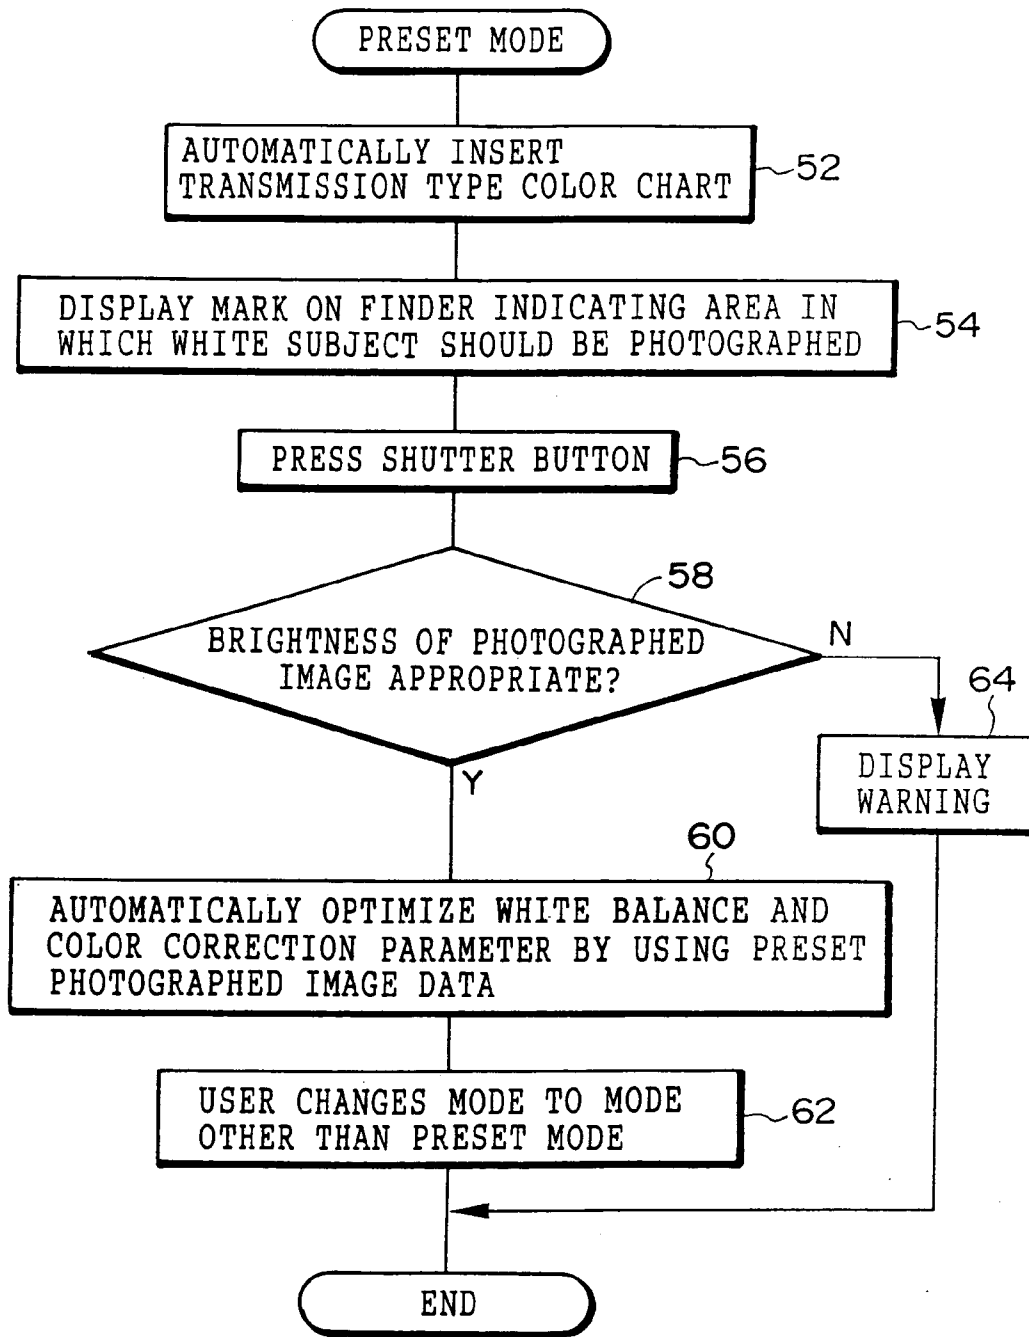 PRESET MODE
AUTOMATICALLY INSERT
TRANSMISSION TYPE COLOR CHART
52
DISPLAY MARK ON FINDER INDICATING AREA IN
WHICH WHITE SUBJECT SHOULD BE PHOTOGRAPHED
54
PRESS SHUTTER BUTTON
56
58
BRIGHTNESS OF PHOTOGRAPHED
IMAGE APPROPRIATE?
N
64
DISPLAY
WARNING
Y
60
AUTOMATICALLY OPTIMIZE WHITE BALANCE AND
COLOR CORRECTION PARAMETER BY USING PRESET
PHOTOGRAPHED IMAGE DATA
USER CHANGES MODE TO MODE
OTHER THAN PRESET MODE
62
END